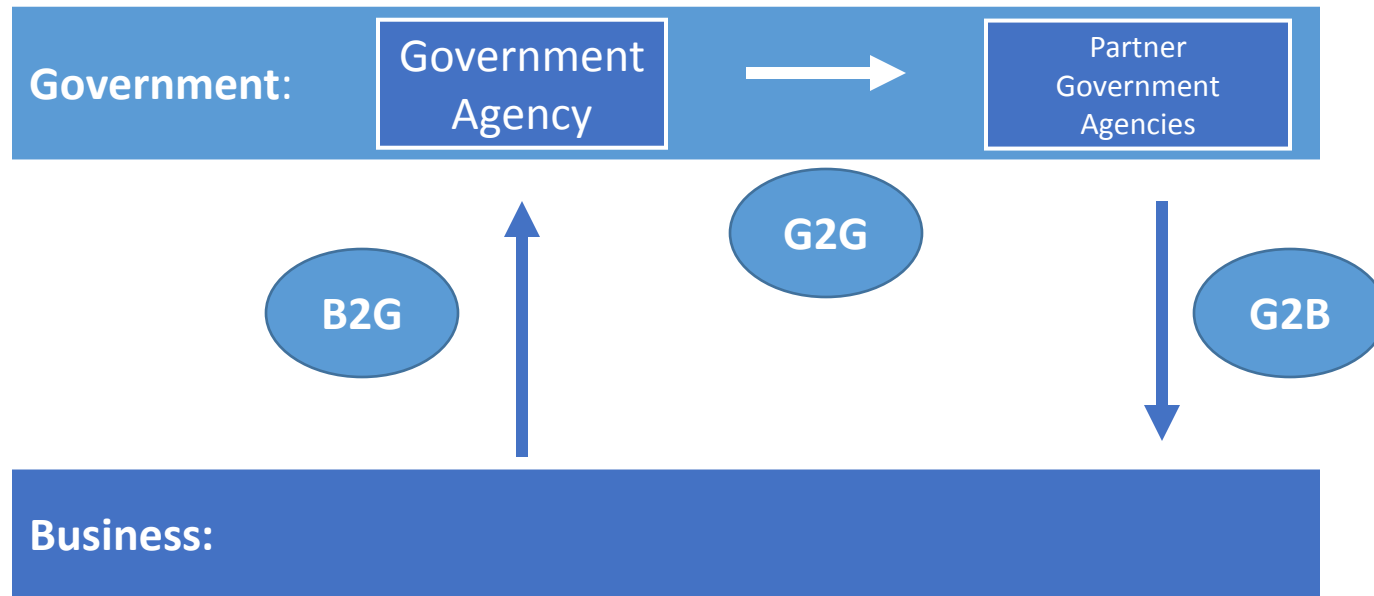 Government:
Government
Agency
Partner
Government
Agencies
G2G
B2G
G2B
Business: